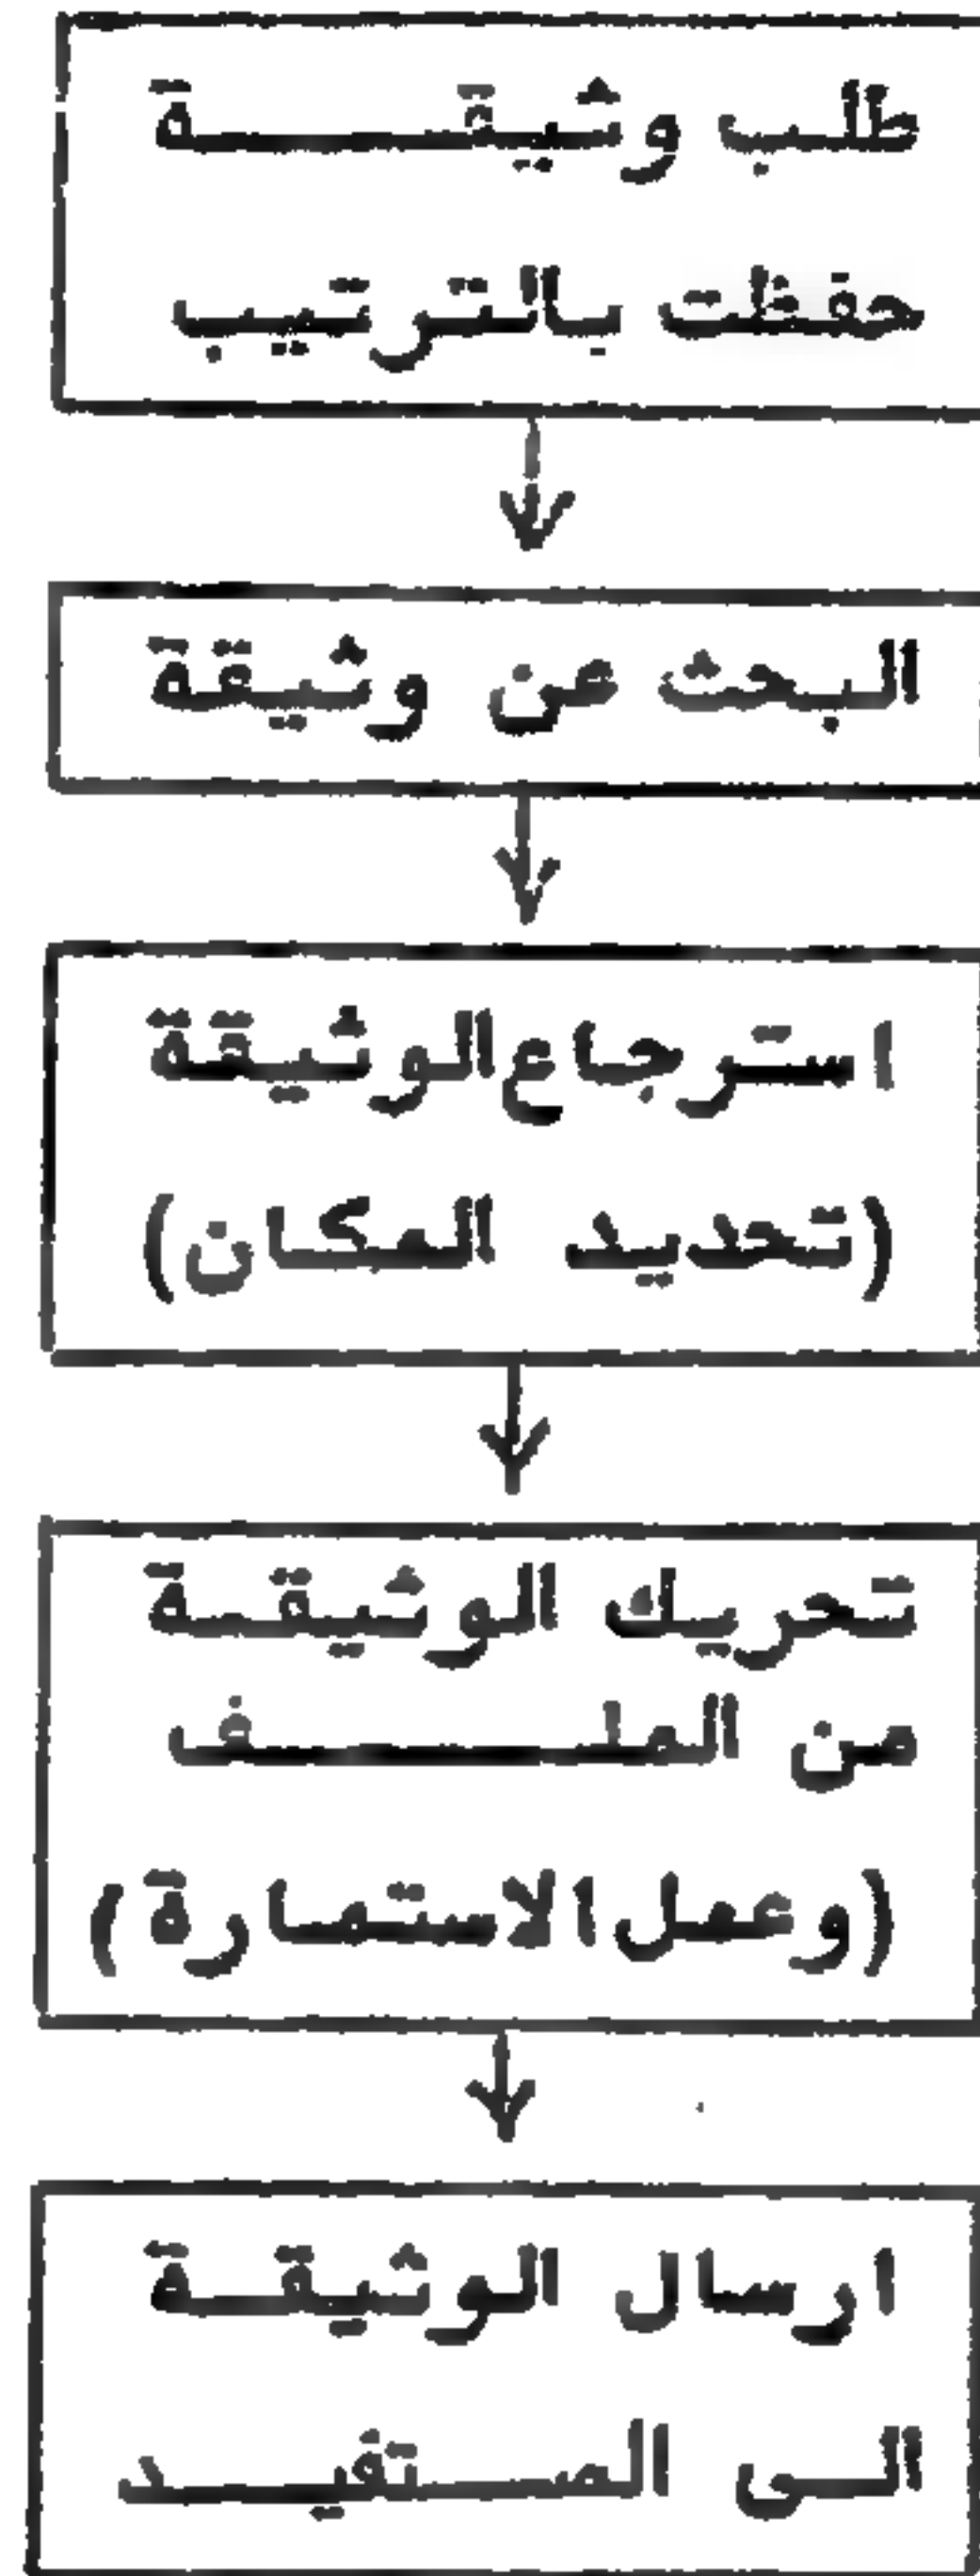 طلب وثيقة
حفظت بالترتيب
البحث عن وثيقة
استرجاع الوثيقة
(تحديد المكان)
تحريك الوثيقة
من الملف
(وعمل الاستمارة)
ارسال الوثيقة
الى المستفيد